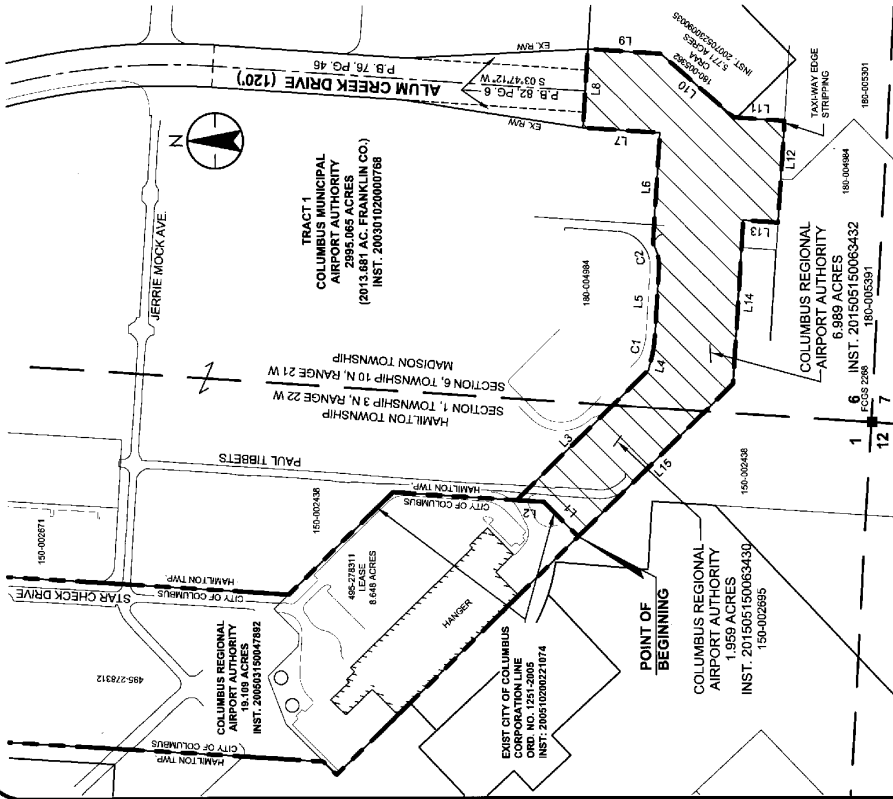 ALUM CREEK DRIVE (120')
P.B. 76, PG. 46
P.B. 82, PG. 6
S 03°47'12" W
EX. R/W
EX. R/W
N
JERRIE MOCK AVE.
TRACT 1
COLUMBUS MUNICIPAL
AIRPORT AUTHORITY
2995.065 ACRES
(2013.681 AC. FRANKLIN CO.)
INST. 200301020000768
L9
L8
L7
L10
L11
L12
L13
L14
L6
C2
L5
C1
L4
L3
L15
L1
L2
180-005362
CRAA
5.771 ACRES
TAXI-WAY EDGE
STRIPPING
180-005301
180-004984
180-004984
SECTION 6, TOWNSHIP 10 N, RANGE 21 W
MADISON TOWNSHIP
SECTION 1, TOWNSHIP 3 N, RANGE 22 W
HAMILTON TOWNSHIP
COLUMBUS REGIONAL
AIRPORT AUTHORITY
6.989 ACRES
INST. 201505150063432
180-005391
1 6
12 7
FCGS 2268
PAUL TIBBETS
HAMILTON TWP.
CITY OF COLUMBUS
150-002671
150-002438
150-002438
STAR CHECK DRIVE
HAMILTON TWP.
CITY OF COLUMBUS
495-278311
LEASE
8.648 ACRES
HANGER
COLUMBUS REGIONAL
AIRPORT AUTHORITY
19.109 ACRES
INST. 200503150047892
495-278312
CITY OF COLUMBUS
HAMILTON TWP.
EXIST CITY OF COLUMBUS
CORPORATION LINE
ORD. NO. 1251-2005
INST: 200510200221074
POINT OF
BEGINNING
COLUMBUS REGIONAL
AIRPORT AUTHORITY
1.959 ACRES
INST. 201505150063430
150-002695